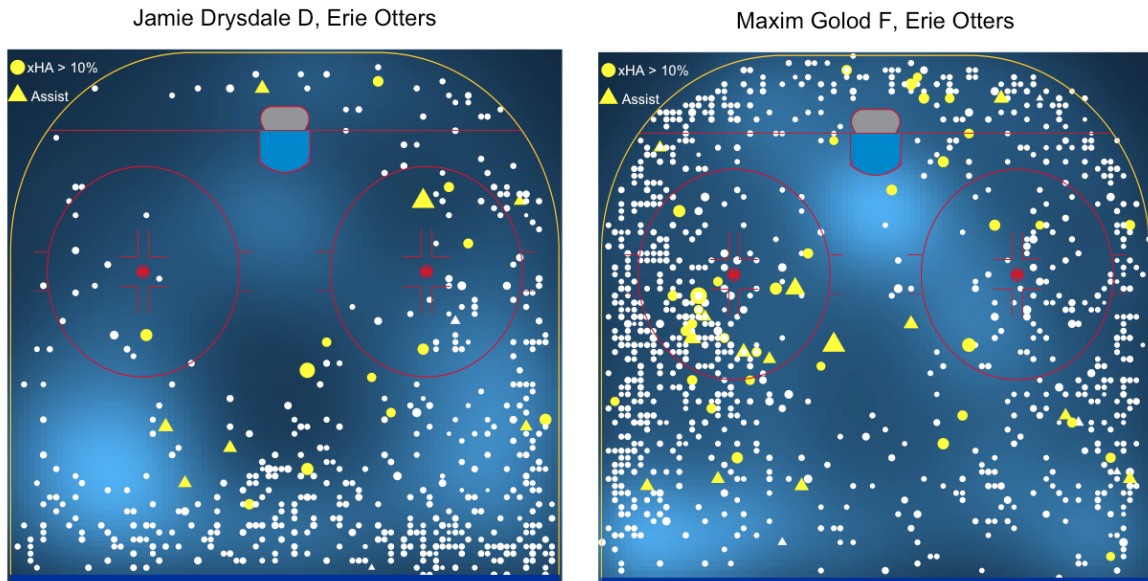 Jamie Drysdale D, Erie Otters
xHA > 10%
Assist
Maxim Golod F, Erie Otters
xHA > 10%
Assist